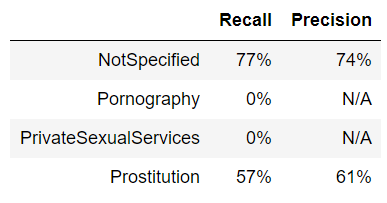 Recall Precision
NotSpecified 77% 74%
Pornography 0% N/A
PrivateSexualServices 0% N/A
Prostitution 57% 61%